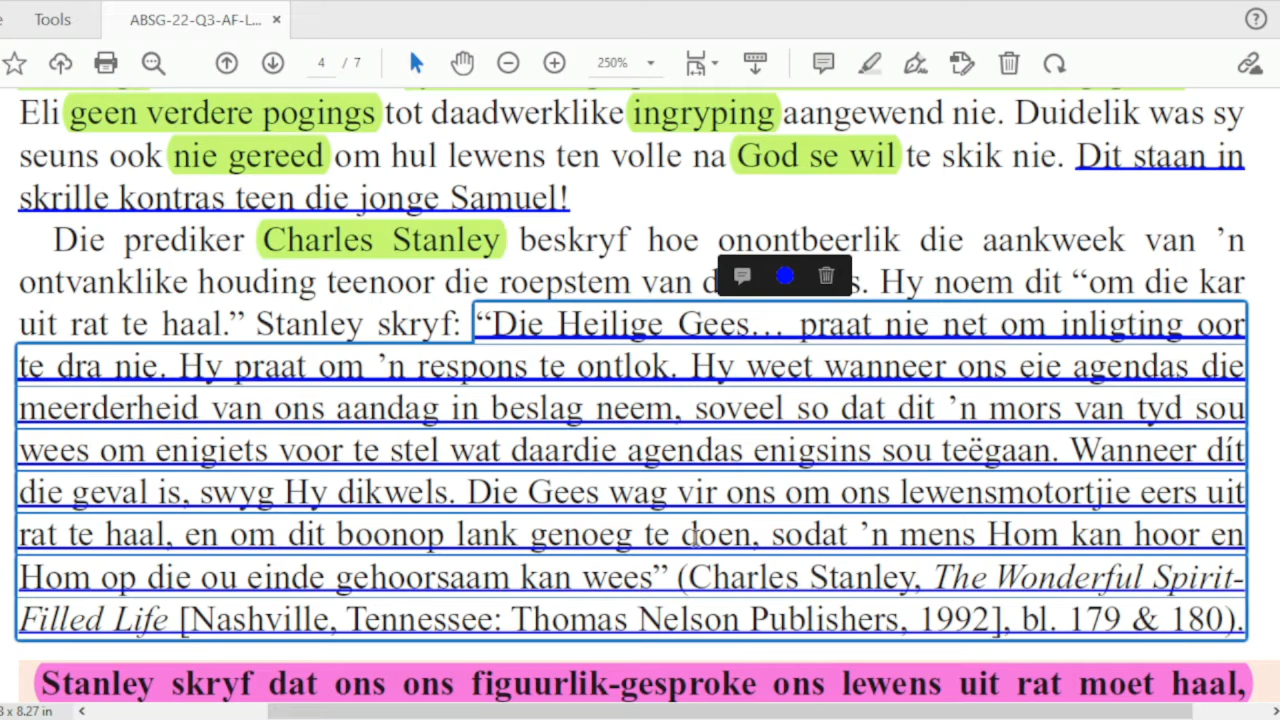 Tools
ABSG-22-Q3-AF-L...
4 / 7
250%
Eli geen verdere pogings tot daadwerklike ingryping aangewend nie. Duidelik was sy
seuns ook nie gereed om hul lewens ten volle na God se wil te skik nie. Dit staan in
skrille kontras teen die jonge Samuel!
Die prediker Charles Stanley beskryf hoe onontbeerlik die aankweek van ’n
ontvanklike houding teenoor die roepstem van s. Hy noem dit “om die kar
uit rat te haal.” Stanley skryf: “Die Heilige Gees… praat nie net om inligting oor
te dra nie. Hy praat om ’n respons te ontlok. Hy weet wanneer ons eie agendas die
meerderheid van ons aandag in beslag neem, soveel so dat dit ’n mors van tyd sou
wees om enigiets voor te stel wat daardie agendas enigsins sou teëgaan. Wanneer dít
die geval is, swyg Hy dikwels. Die Gees wag vir ons om ons lewensmotortjie eers uit
rat te haal, en om dit boonop lank genoeg te doen, sodat ’n mens Hom kan hoor en
Hom op die ou einde gehoorsaam kan wees” (Charles Stanley, The Wonderful Spirit-
Filled Life [Nashville, Tennessee: Thomas Nelson Publishers, 1992], bl. 179 & 180).
Stanley skryf dat ons ons figuurlik-gesproke ons lewens uit rat moet haal,
x 8.27 in